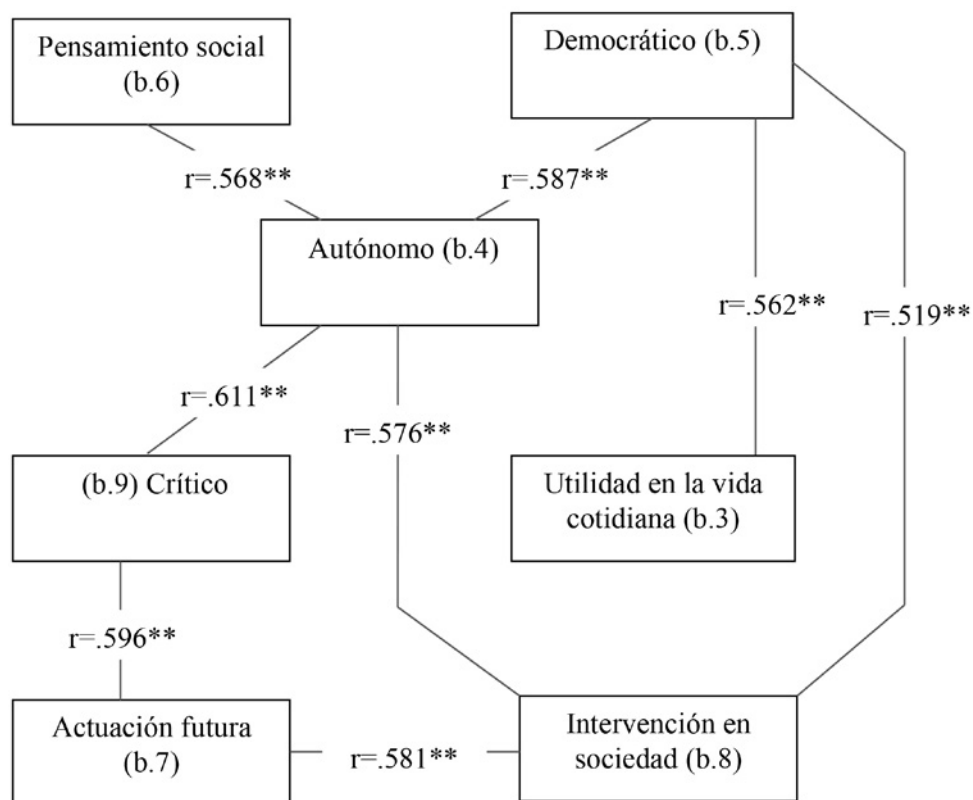 Pensamiento social
(b.6)
Democrático (b.5)
r=.568**
r=.587**
Autónomo (b.4)
r=.562**
r=.519**
r=.611**
r=.576**
(b.9) Crítico
Utilidad en la vida
cotidiana (b.3)
r=.596**
Actuación futura
(b.7)
r=.581**
Intervención en
sociedad (b.8)